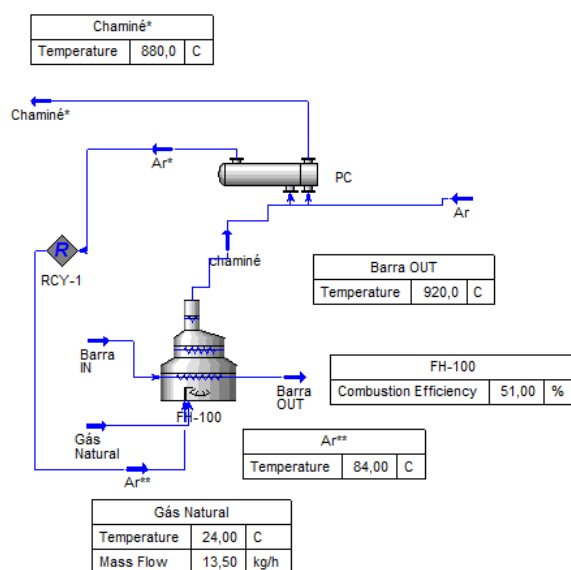 Chaminé*
Temperature 880,0 C
Chaminé*
Ar*
PC
Ar
R
RCY-1
chaminé
Barra OUT
Temperature 920,0 C
Barra
IN
Barra
OUT
FH-100
Combustion Efficiency 51,00 %
FH-100
Gás
Natural
Ar**
Temperature 84,00 C
Ar**
Gás Natural
Temperature 24,00 C
Mass Flow 13,50 kg/h